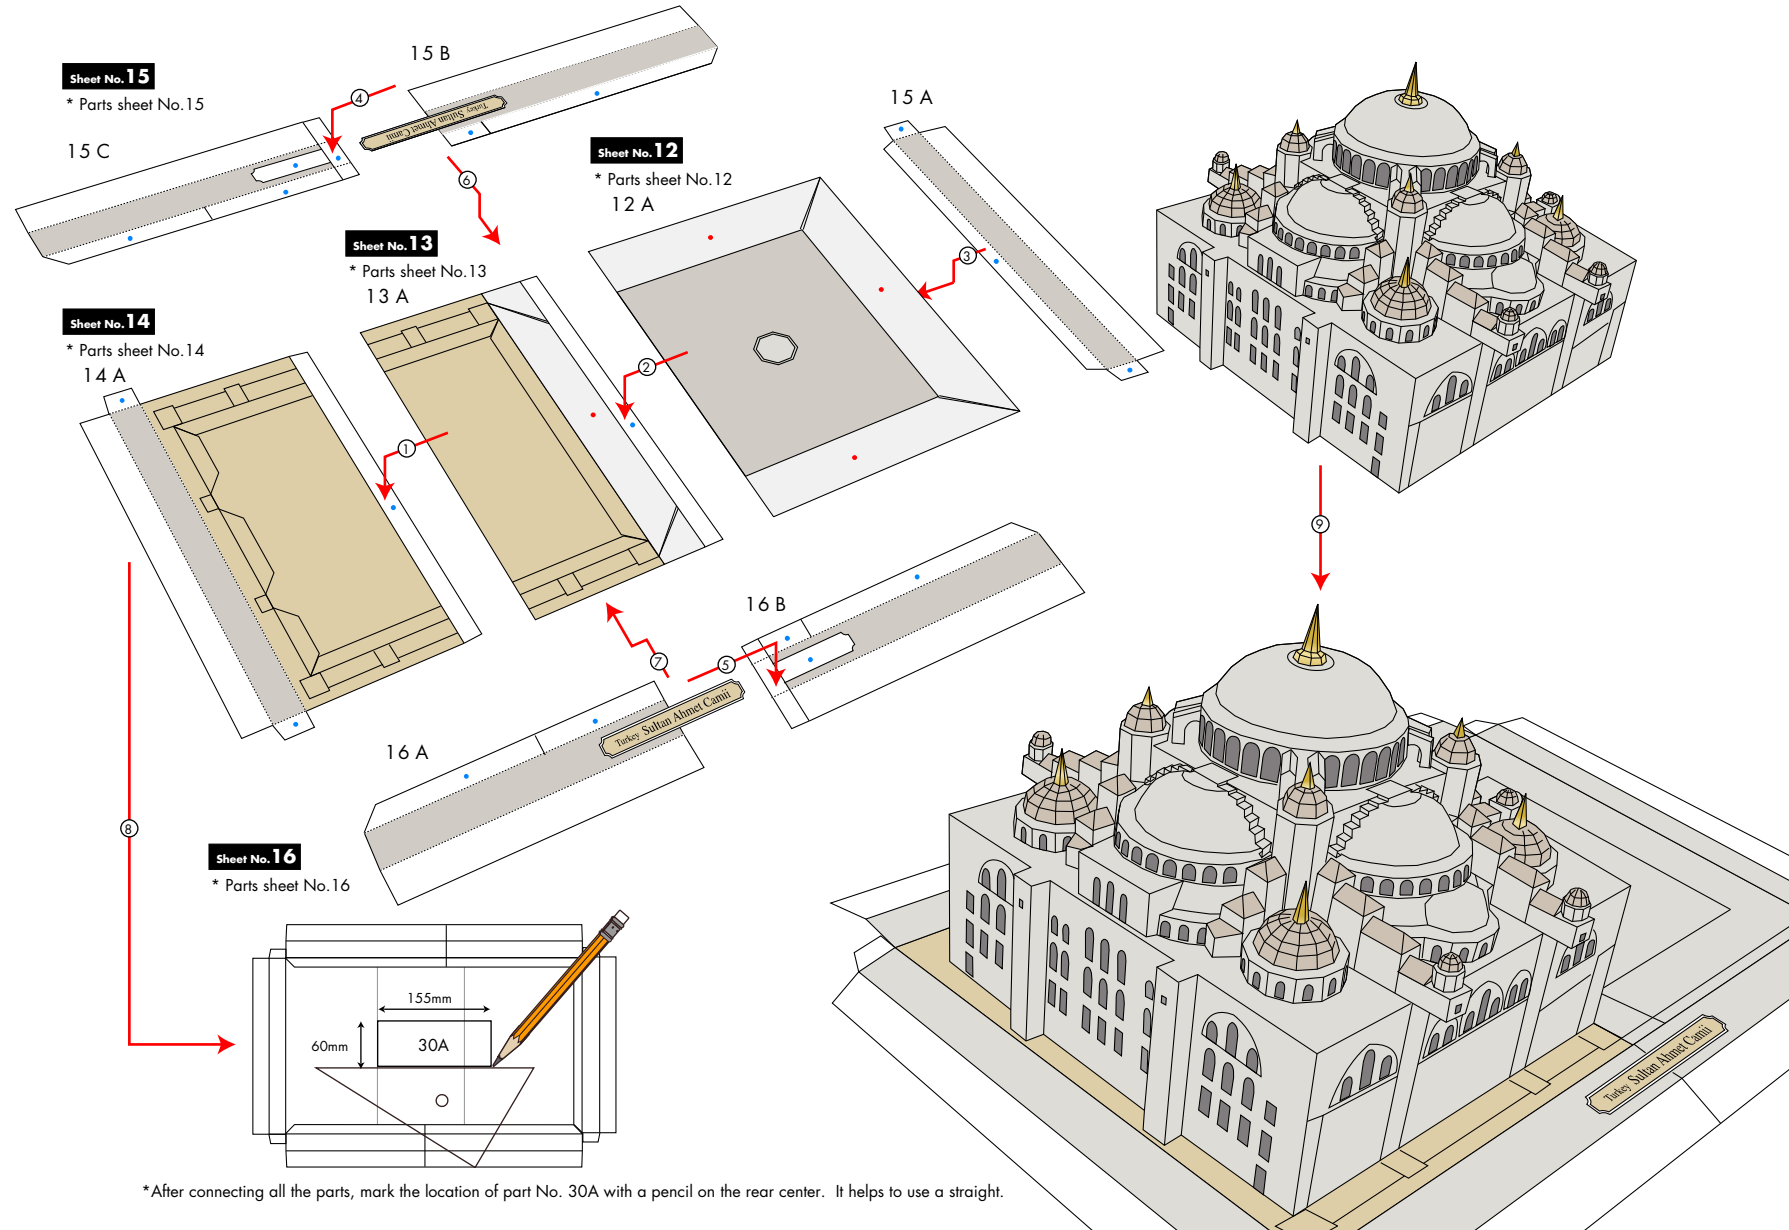 15 B
Sheet No.15
* Parts sheet No.15
4
Turkey Sultan Ahmet Camii
15 A
15 C
Sheet No.12
* Parts sheet No.12
12 A
6
Sheet No.13
* Parts sheet No.13
13 A
3
Sheet No.14
* Parts sheet No.14
14 A
2
1
9
16 B
7
5
Turkey Sultan Ahmet Camii
16 A
8
Sheet No.16
* Parts sheet No.16
155mm
60mm
30A
Turkey Sultan Ahmet Camii
*After connecting all the parts, mark the location of part No. 30A with a pencil on the rear center. It helps to use a straight.